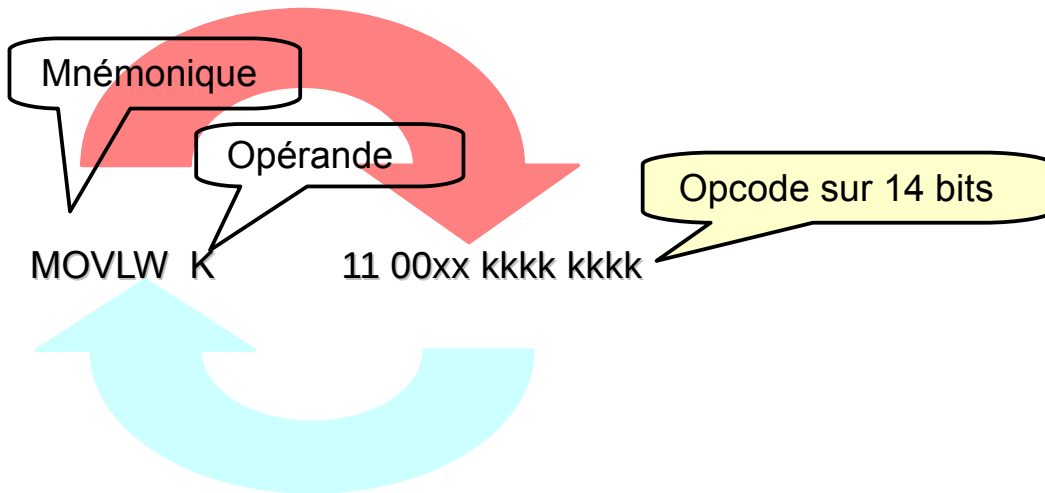 Mnémonique
Opérande
Opcode sur 14 bits
MOVLW K
11 00xx kkkk kkkk